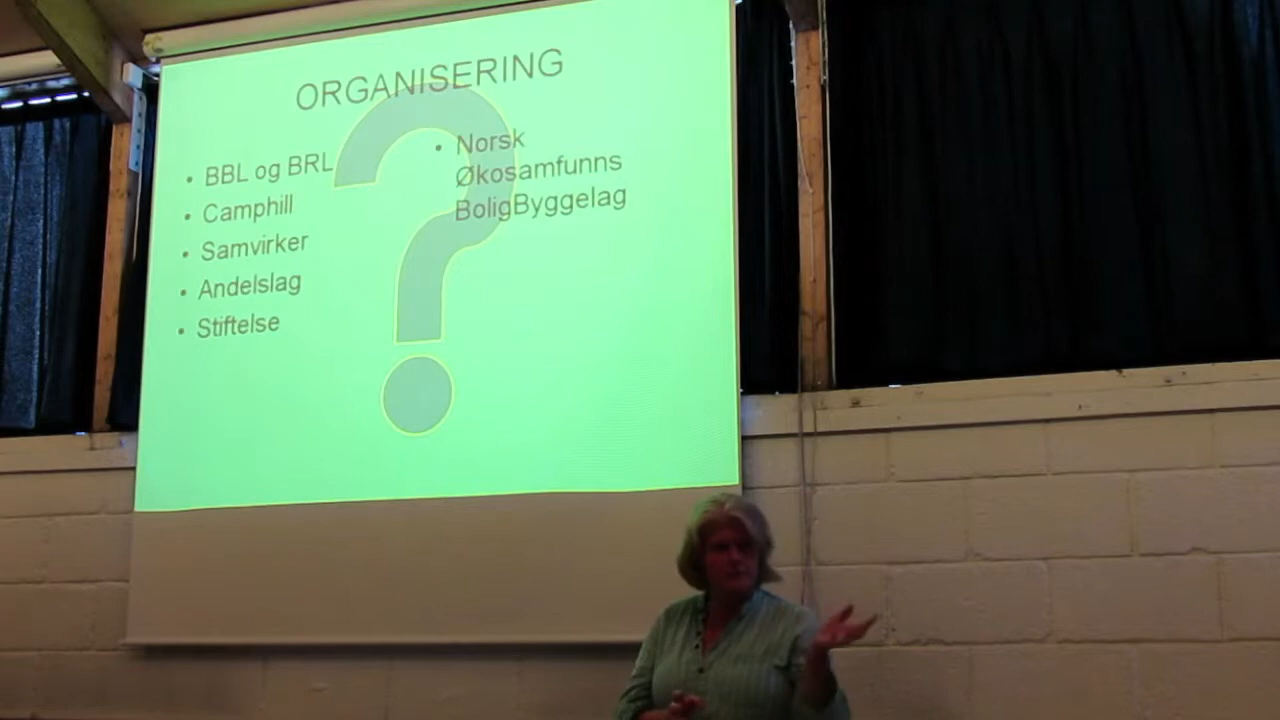 ORGANISERING
• BBL og BRL
• Camphill
• Samvirker
• Andelslag
• Stiftelse
• Norsk
Økosamfunns
BoligByggelag
?